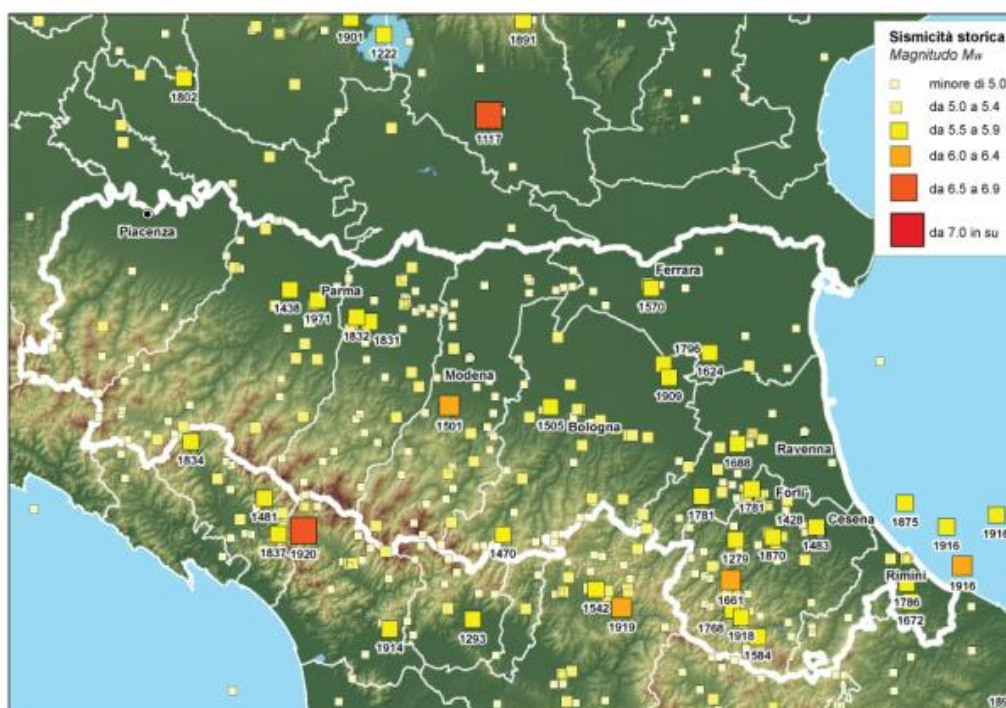 Sismicità storica
Magnitudo Mw
minore di 5.0
da 5.0 a 5.4
da 5.5 a 5.9
da 6.0 a 6.4
da 6.5 a 6.9
da 7.0 in su
1901
1222
1891
1802
1117
Piacenza
Ferrara
1570
Parma
1438
1971
1832
1831
1796
1624
Modena
1909
1501
1505
Bologna
1688
Ravenna
1834
1481
1781
1781
Forlì
1428
Cesena
1875
1916
1916
1837
1920
1470
1279
1870
1483
1916
Rimini
1661
1786
1542
1919
1672
1768
1918
1584
1293
1914